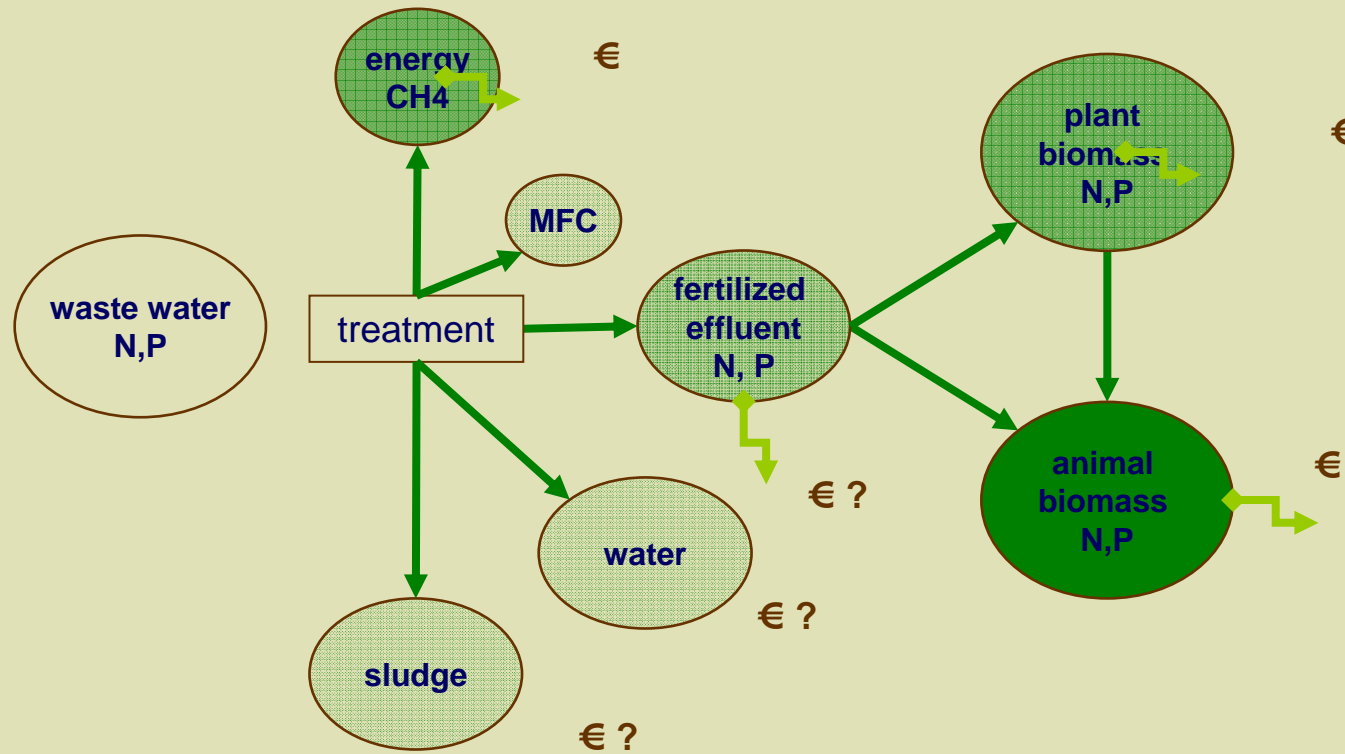 energy
CH4
€
plant
biomass
N,P
€
MFC
waste water
N,P
treatment
fertilized
effluent
N, P
€ ?
animal
biomass
N,P
€
water
€ ?
sludge
€ ?